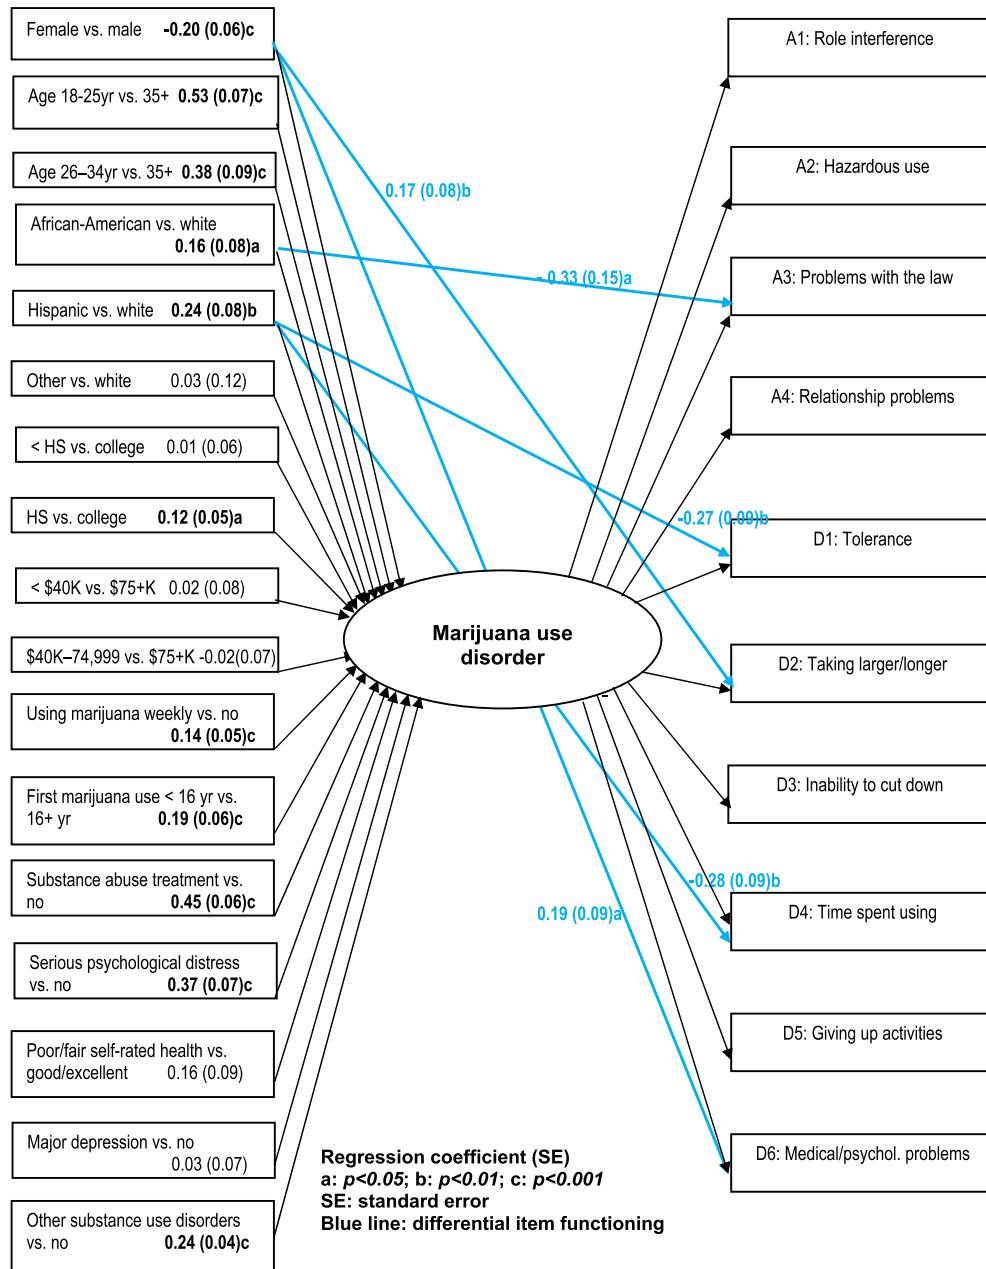 Female vs. male -0.20 (0.06)c
Age 18-25yr vs. 35+ 0.53 (0.07)c
Age 26–34yr vs. 35+ 0.38 (0.09)c
African-American vs. white
0.16 (0.08)a
Hispanic vs. white 0.24 (0.08)b
Other vs. white 0.03 (0.12)
< HS vs. college 0.01 (0.06)
HS vs. college 0.12 (0.05)a
< $40K vs. $75+K 0.02 (0.08)
$40K–74,999 vs. $75+K -0.02(0.07)
Using marijuana weekly vs. no
0.14 (0.05)c
First marijuana use < 16 yr vs.
16+ yr 0.19 (0.06)c
Substance abuse treatment vs.
no 0.45 (0.06)c
Serious psychological distress
vs. no 0.37 (0.07)c
Poor/fair self-rated health vs.
good/excellent 0.16 (0.09)
Major depression vs. no
0.03 (0.07)
Other substance use disorders
vs. no 0.24 (0.04)c
0.17 (0.08)b
- 0.33 (0.15)a
-0.27 (0.09)b
-0.28 (0.09)b
0.19 (0.09)a
Marijuana use
disorder
-
A1: Role interference
A2: Hazardous use
A3: Problems with the law
A4: Relationship problems
D1: Tolerance
D2: Taking larger/longer
D3: Inability to cut down
D4: Time spent using
D5: Giving up activities
D6: Medical/psychol. problems
Regression coefficient (SE)
a: p<0.05; b: p<0.01; c: p<0.001
SE: standard error
Blue line: differential item functioning